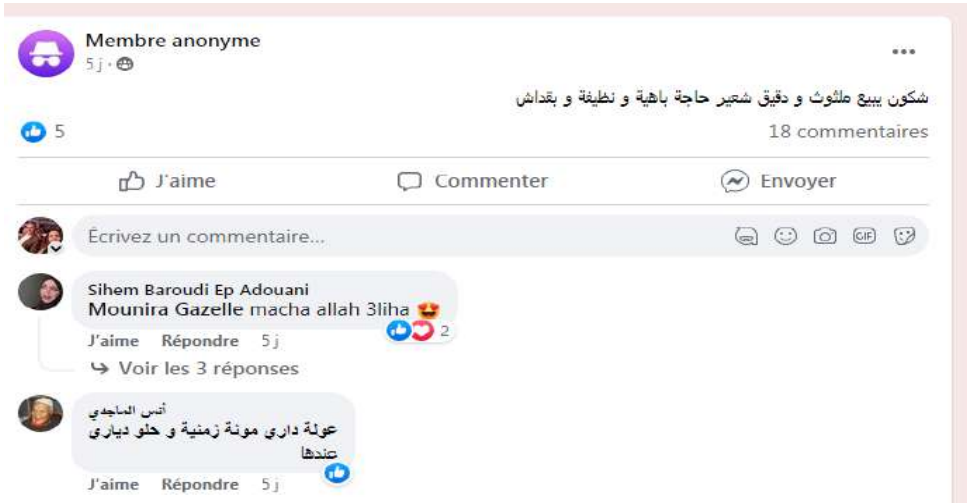 Membre anonyme
5 j
شكون يبيع ملثوث و دقيق شعير حاجة باهية و نظيفة و بقداش
5
18 commentaires
J'aime
Commenter
Envoyer
Écrivez un commentaire...
GIF
Sihem Baroudi Ep Adouani
Mounira Gazelle macha allah 3liha 😍
2
J'aime Répondre 5 j
Voir les 3 réponses
أنس الماجدي
عولة داري مونة زمنية و حلو دياري
عندها
J'aime Répondre 5 j